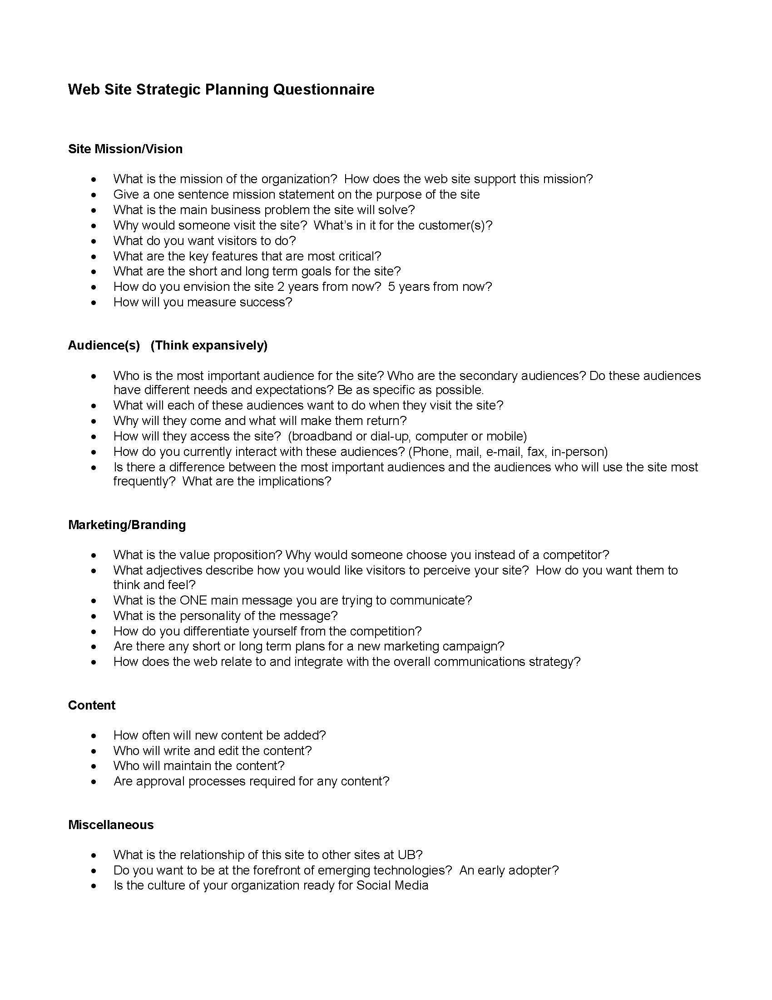 Web Site Strategic Planning Questionnaire
Site Mission/Vision
• What is the mission of the organization?  How does the web site support this mission?
• Give a one sentence mission statement on the purpose of the site
• What is the main business problem the site will solve?
• Why would someone visit the site?  What’s in it for the customer(s)?
• What do you want visitors to do?
• What are the key features that are most critical?
• What are the short and long term goals for the site?
• How do you envision the site 2 years from now?  5 years from now?
• How will you measure success?
Audience(s)   (Think expansively)
• Who is the most important audience for the site? Who are the secondary audiences? Do these audiences
have different needs and expectations? Be as specific as possible.
• What will each of these audiences want to do when they visit the site?
• Why will they come and what will make them return?
• How will they access the site?  (broadband or dial-up, computer or mobile)
• How do you currently interact with these audiences? (Phone, mail, e-mail, fax, in-person)
• Is there a difference between the most important audiences and the audiences who will use the site most
frequently?  What are the implications?
Marketing/Branding
• What is the value proposition? Why would someone choose you instead of a competitor?
• What adjectives describe how you would like visitors to perceive your site?  How do you want them to
think and feel?
• What is the ONE main message you are trying to communicate?
• What is the personality of the message?
• How do you differentiate yourself from the competition?
• Are there any short or long term plans for a new marketing campaign?
• How does the web relate to and integrate with the overall communications strategy?
Content
• How often will new content be added?
• Who will write and edit the content?
• Who will maintain the content?
• Are approval processes required for any content?
Miscellaneous
• What is the relationship of this site to other sites at UB?
• Do you want to be at the forefront of emerging technologies?  An early adopter?
• Is the culture of your organization ready for Social Media